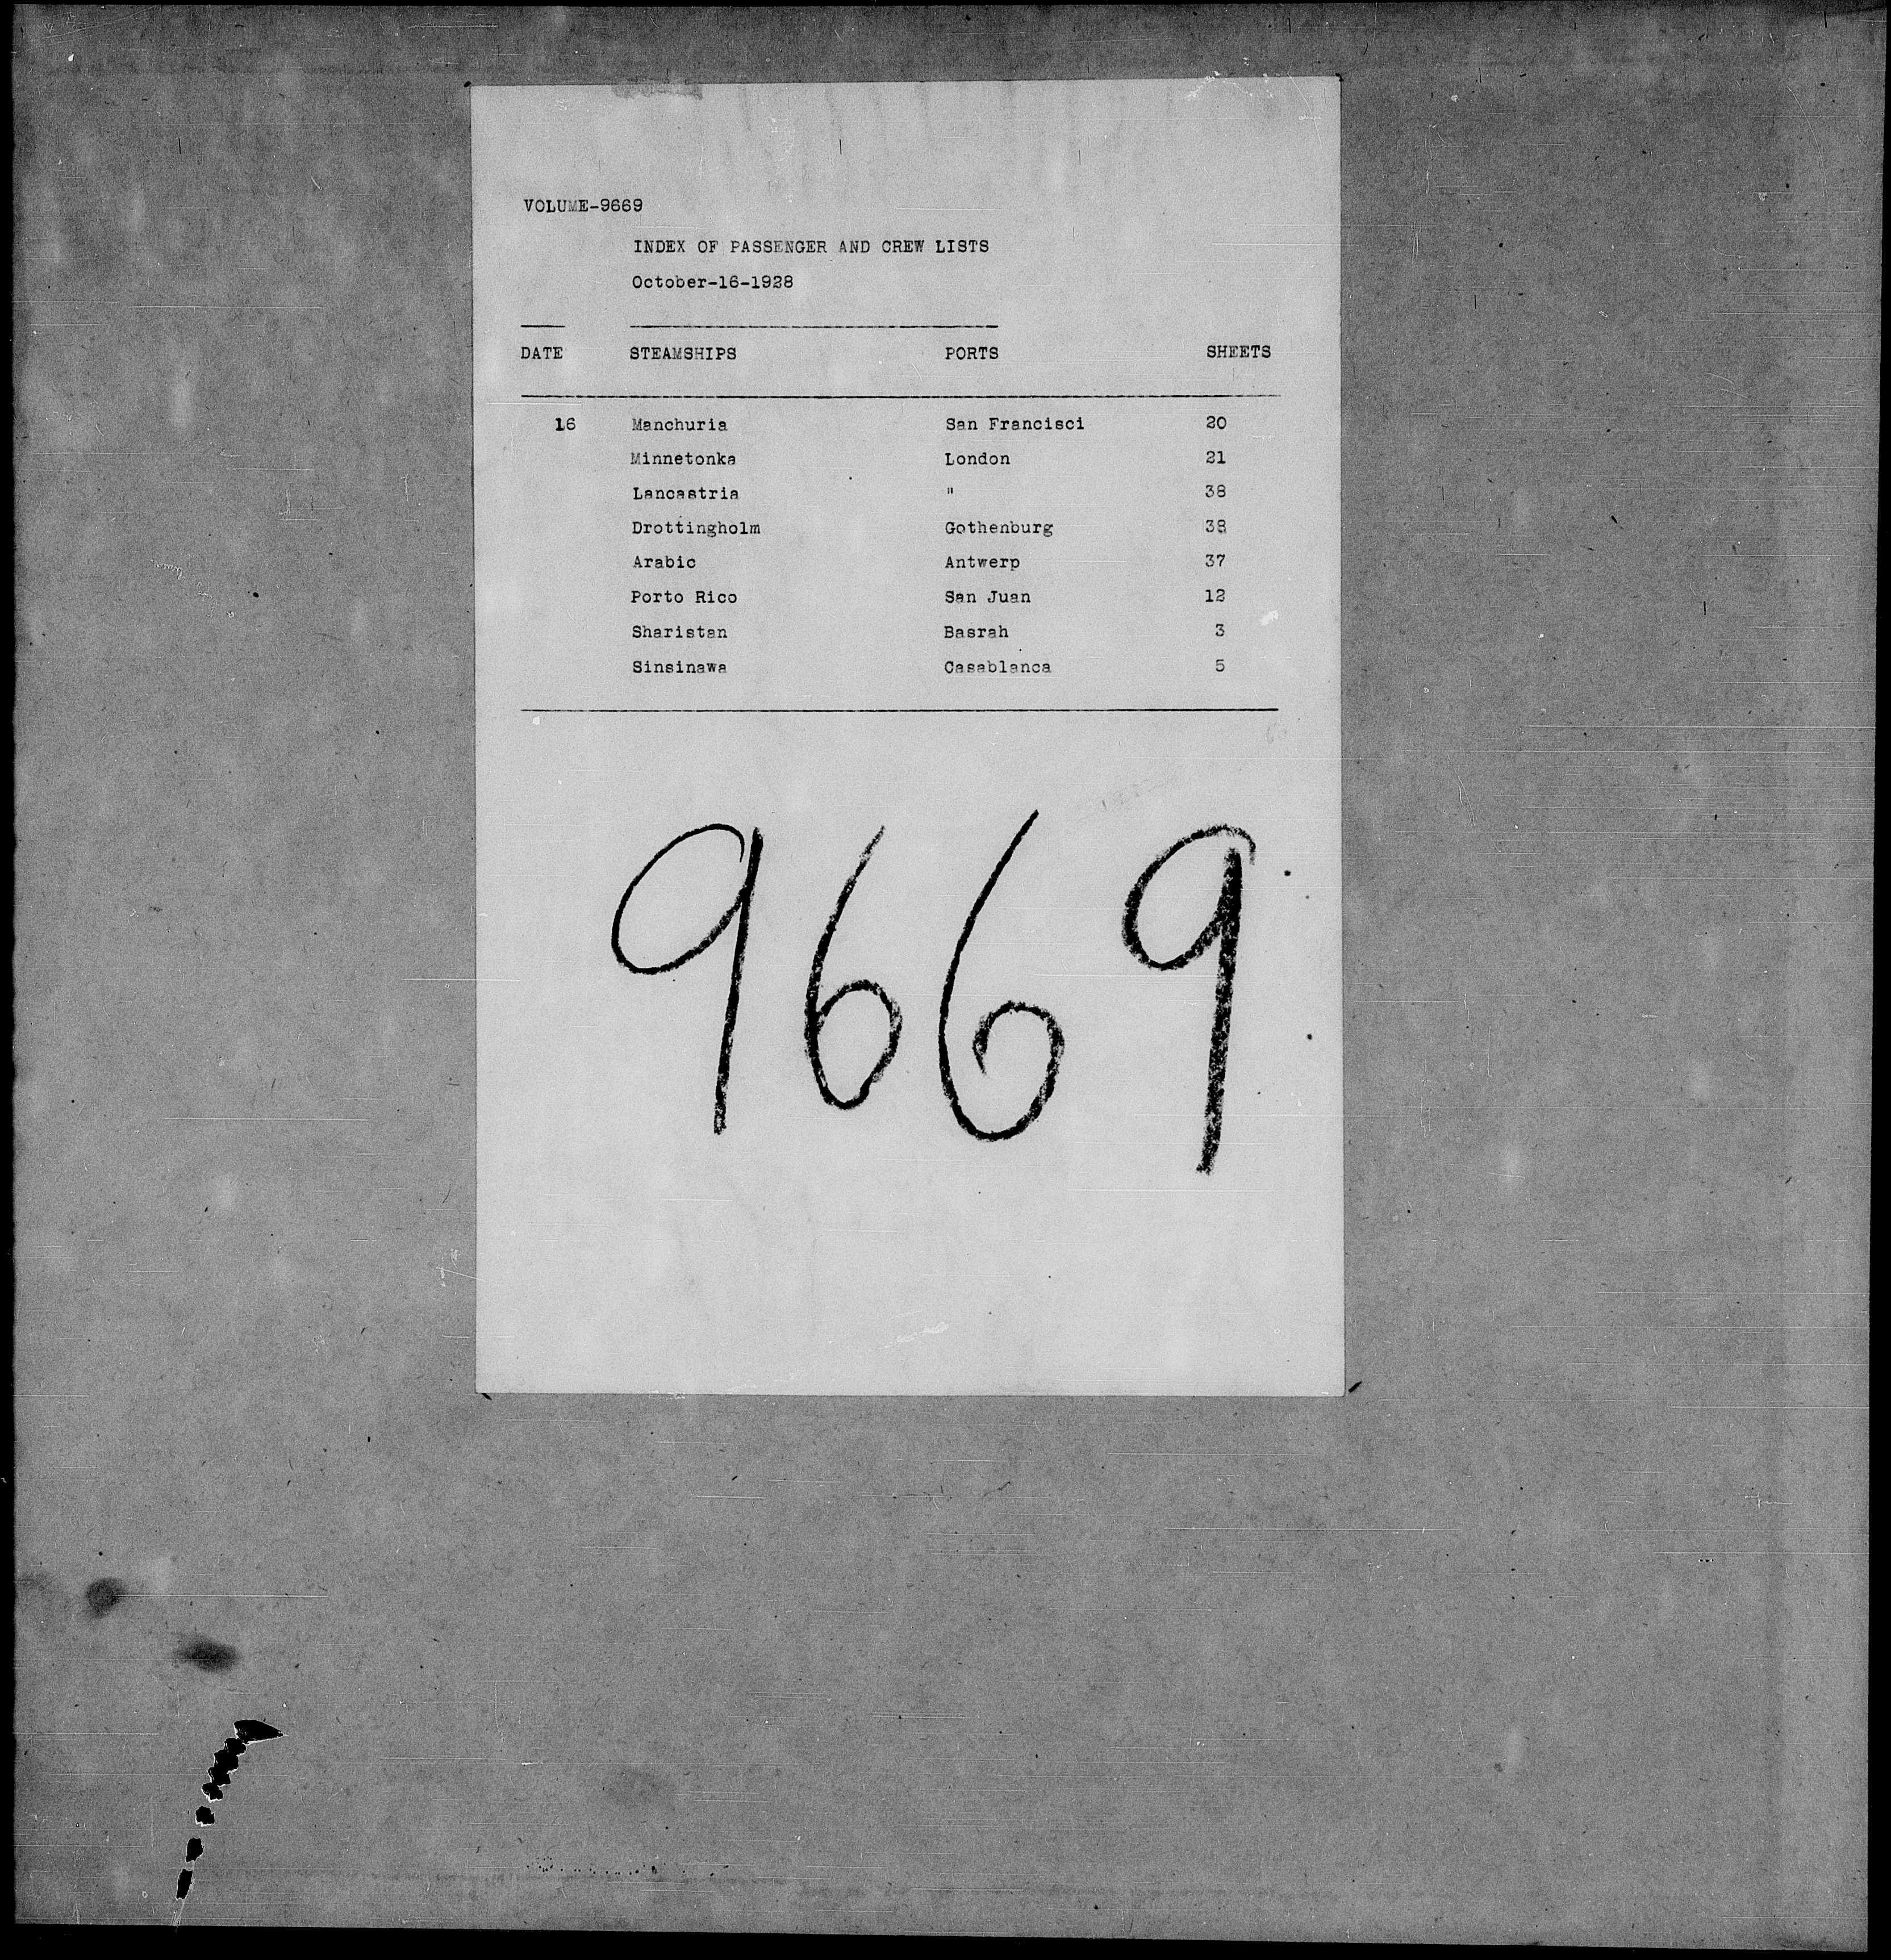 VOLUME-9669
INDEX OF PASSENGER AND CREW LISTS
October-16-1928
DATE STEAMSHIPS PORTS SHEETS
16 Manchuria San Francisci 20
Minnetonka London 21
Lancastria " 38
Drottingholm Gothenburg 38
Arabic Antwerp 37
Porto Rico San Juan 12
Sharistan Basrah 3
Sinsinawa Casablanca 5
9669